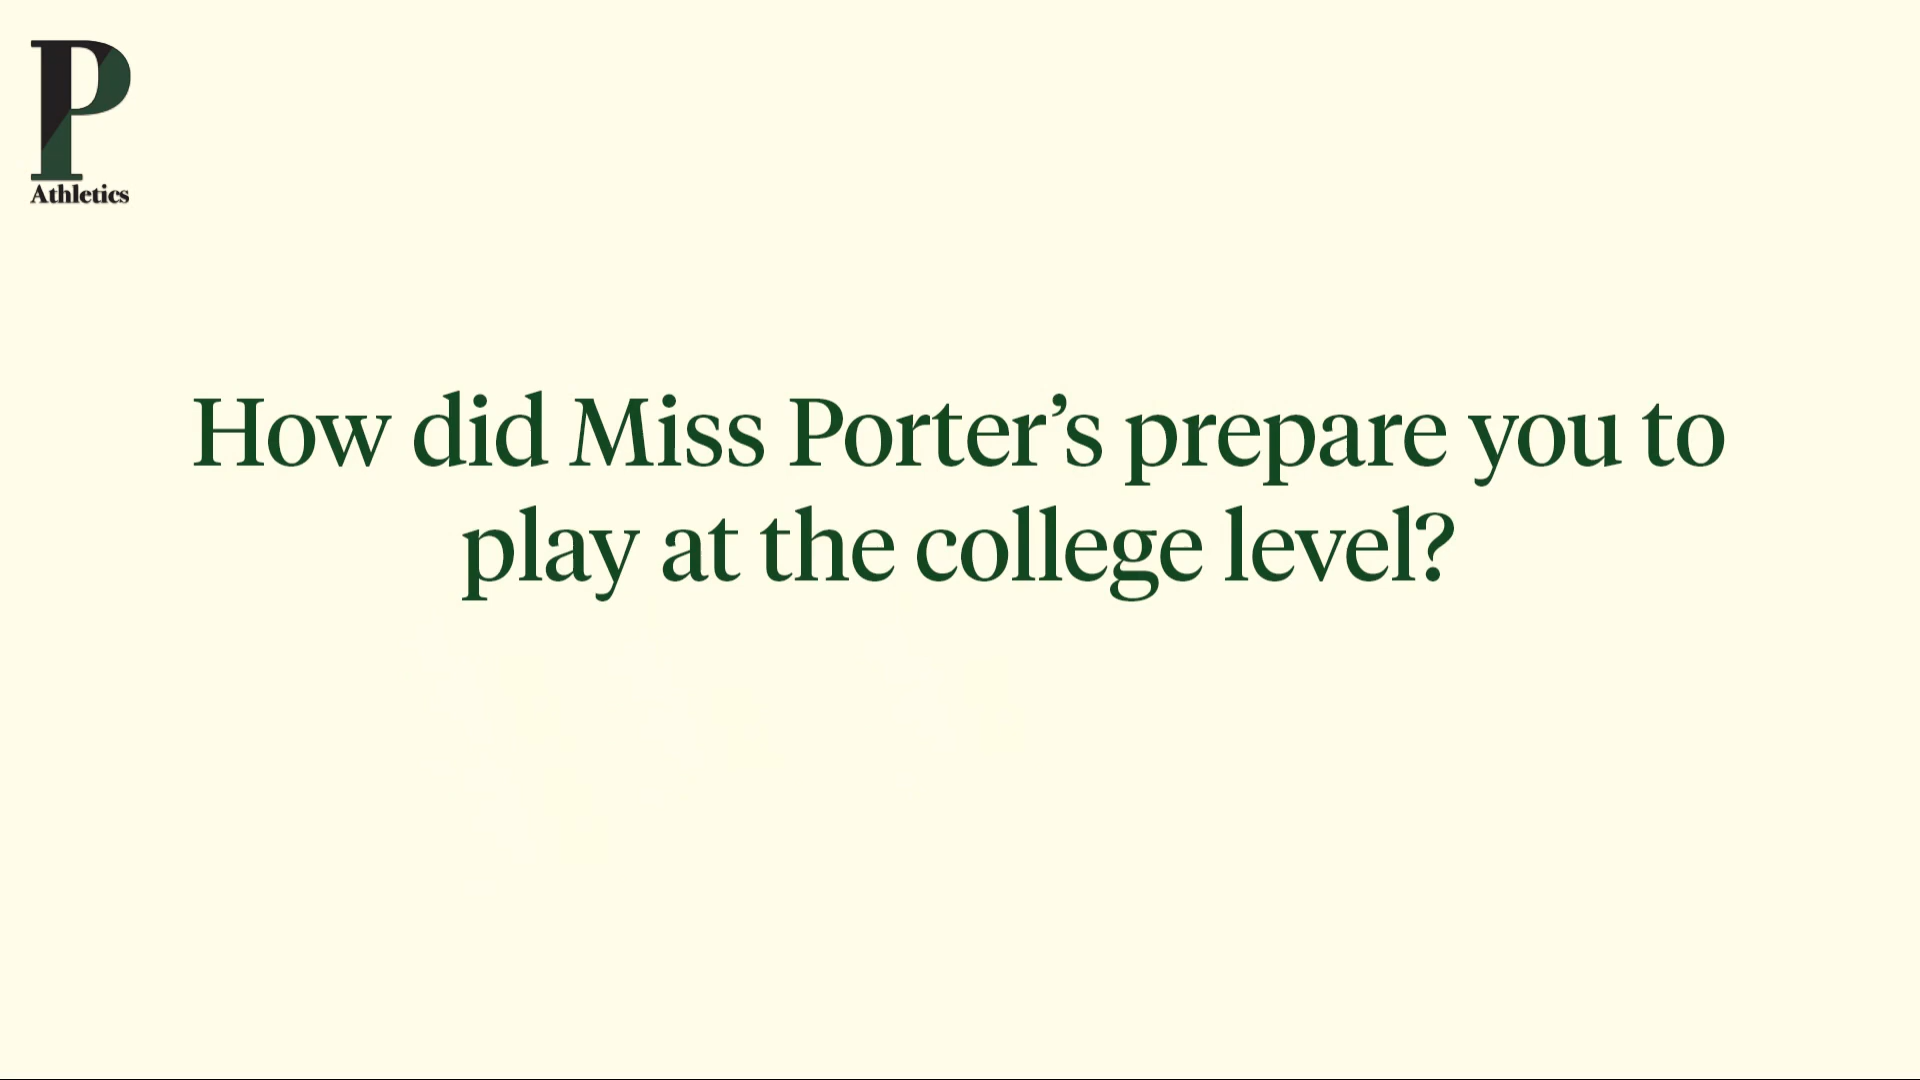 P
Athletics
How did Miss Porter’s prepare you to
play at the college level?